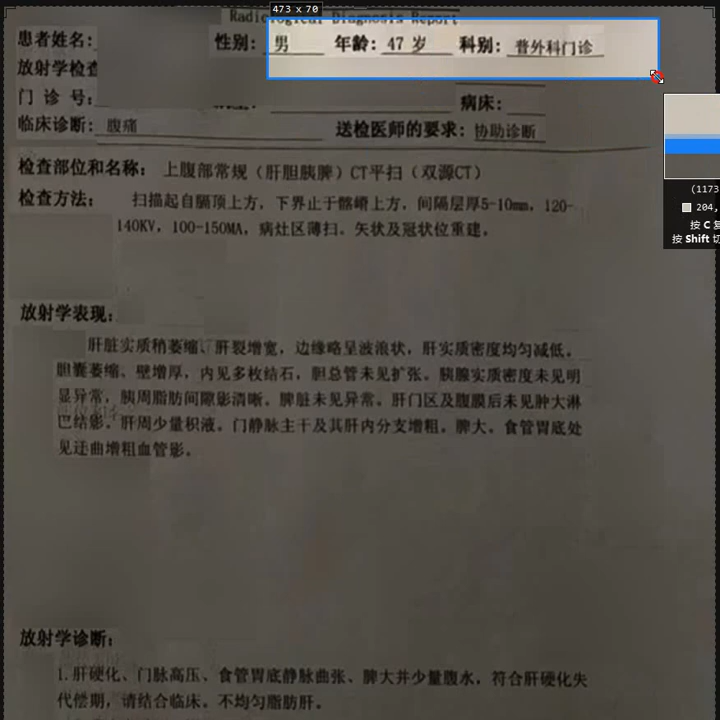 473 x 70
Radiological Diagnosis Report
患者姓名: 性别: 男 年龄: 47 岁 科别: 普外科门诊
放射学检查
门 诊 号: 病床:
临床诊断: 腹痛 送检医师的要求: 协助诊断
检查部位和名称: 上腹部常规（肝胆胰脾）CT平扫（双源CT）
检查方法: 扫描起自膈顶上方，下界止于髂嵴上方，间隔层厚5-10mm，120-
140KV，100-150MA，病灶区薄扫。矢状及冠状位重建。
放射学表现:
肝脏实质稍萎缩、肝裂增宽，边缘略呈波浪状，肝实质密度均匀减低。
胆囊萎缩、壁增厚，内见多枚结石，胆总管未见扩张。胰腺实质密度未见明
显异常，胰周脂肪间隙影清晰。脾脏未见异常。肝门区及腹膜后未见肿大淋
巴结影。肝周少量积液。门静脉主干及其肝内分支增粗。脾大。食管胃底处
见迂曲增粗血管影。
放射学诊断:
1.肝硬化、门脉高压、食管胃底静脉曲张、脾大并少量腹水，符合肝硬化失
代偿期，请结合临床。不均匀脂肪肝。
(1173
204,
按 C 复
按 Shift 切